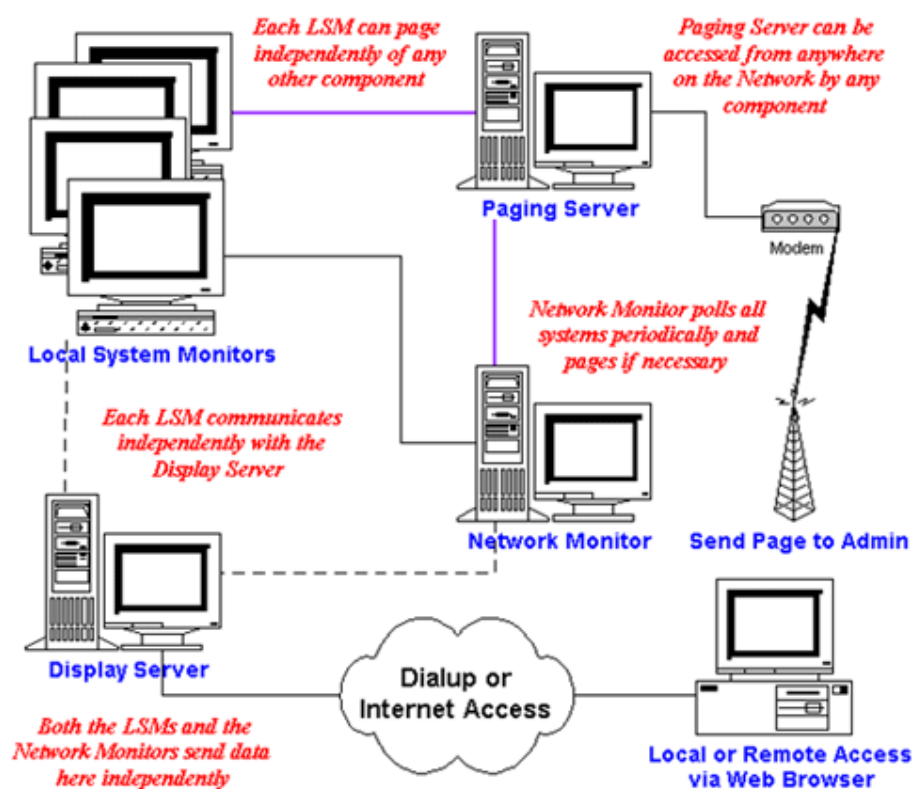 Each LSM can page
independently of any
other component
Paging Server can be
accessed from anywhere
on the Network by any
component
Paging Server
Modem
Local System Monitors
Network Monitor polls all
systems periodically and
pages if necessary
Each LSM communicates
independently with the
Display Server
Network Monitor
Send Page to Admin
Display Server
Dialup or
Internet Access
Both the LSMs and the
Network Monitors send data
here independently
Local or Remote Access
via Web Browser